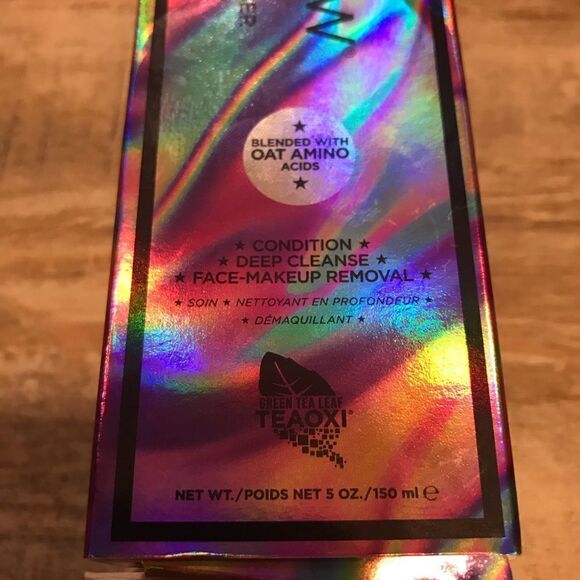 BLENDED WITH
OAT AMINO
ACIDS
★ CONDITION ★
★ DEEP CLEANSE ★
★ FACE-MAKEUP REMOVAL ★
★ SOIN ★ NETTOYANT EN PROFONDEUR ★
★ DÉMAQUILLANT ★
GREEN TEA LEAF
TEAOXI®
NET WT./POIDS NET 5 OZ./150 ml ℮